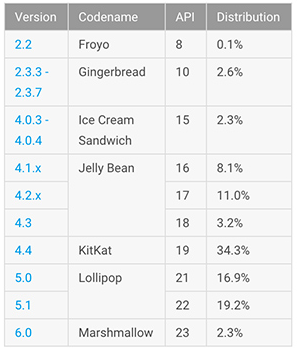 Version Codename API Distribution
2.2 Froyo 8 0.1%
2.3.3 - Gingerbread 10 2.6%
2.3.7
4.0.3 - Ice Cream 15 2.3%
4.0.4 Sandwich
4.1.x Jelly Bean 16 8.1%
4.2.x 17 11.0%
4.3 18 3.2%
4.4 KitKat 19 34.3%
5.0 Lollipop 21 16.9%
5.1 22 19.2%
6.0 Marshmallow 23 2.3%